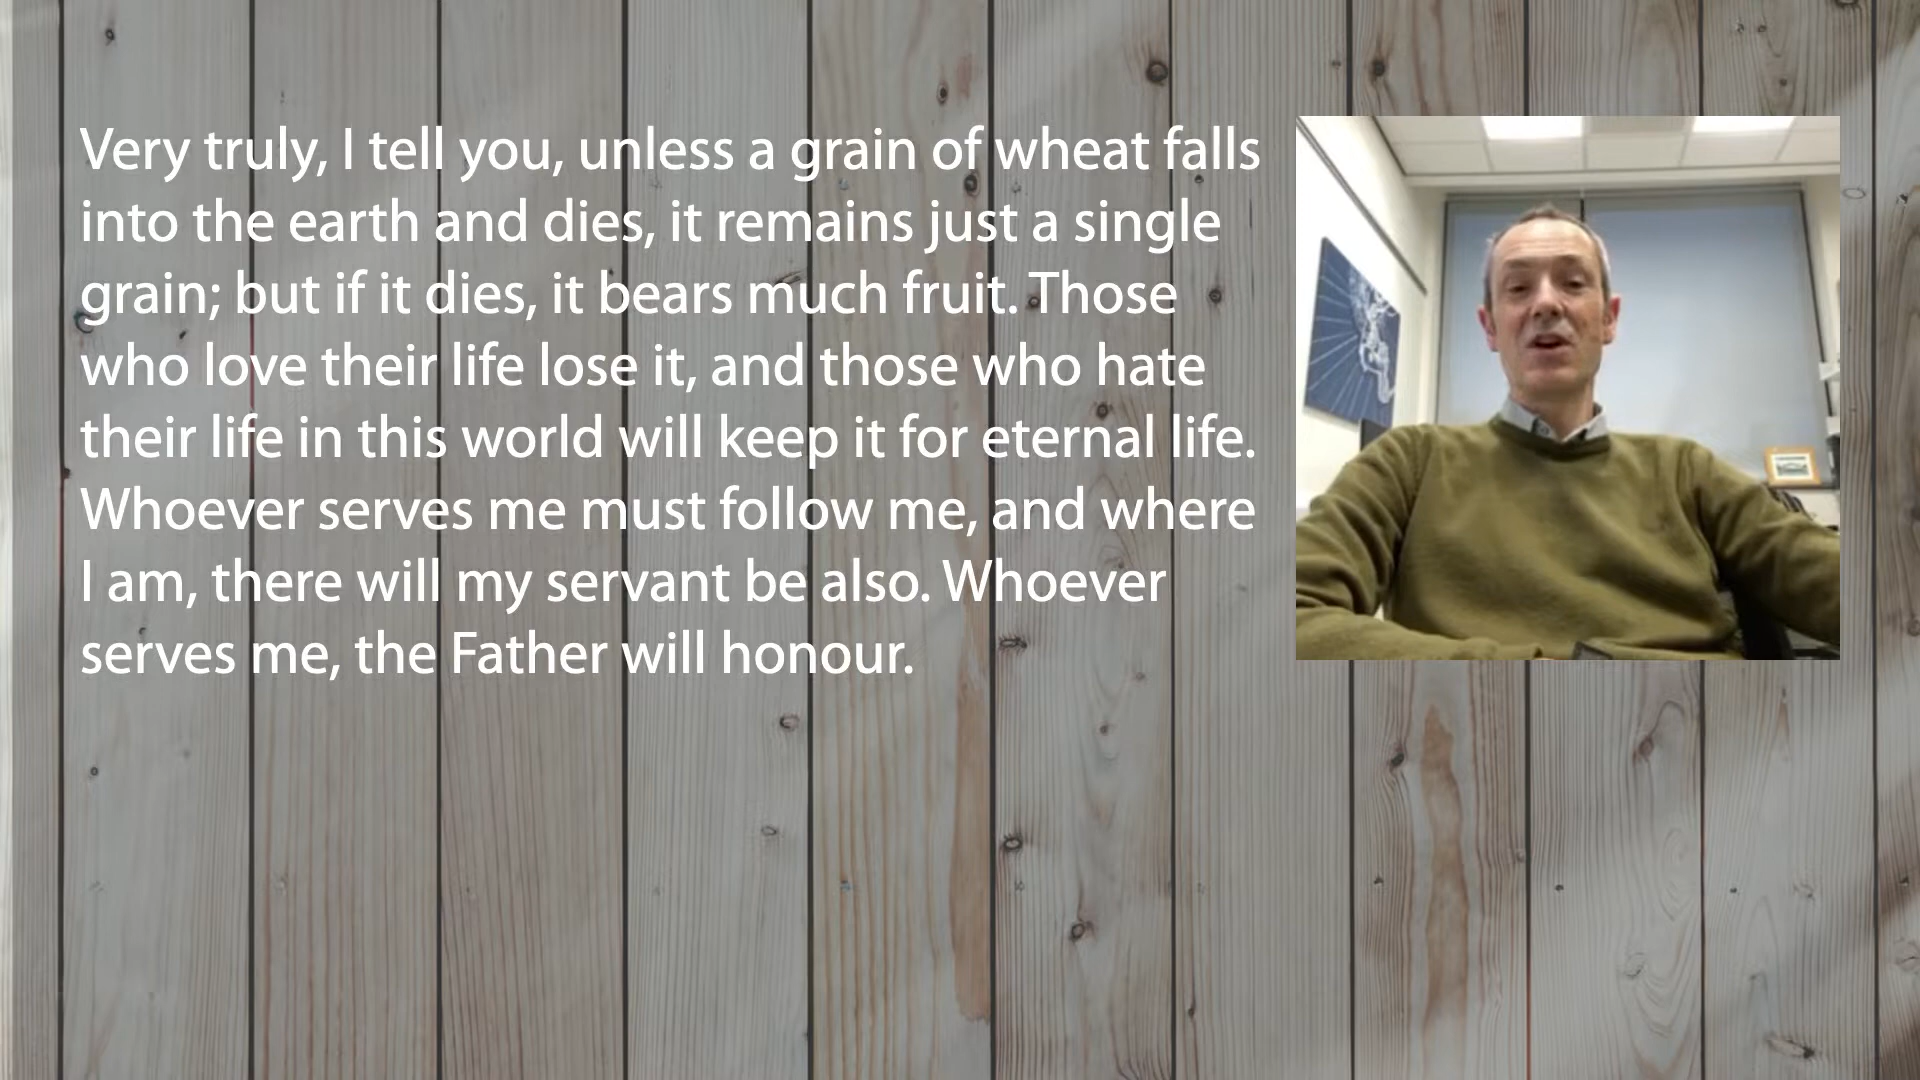 Very truly, I tell you, unless a grain of wheat falls
into the earth and dies, it remains just a single
grain; but if it dies, it bears much fruit. Those
who love their life lose it, and those who hate
their life in this world will keep it for eternal life.
Whoever serves me must follow me, and where
I am, there will my servant be also. Whoever
serves me, the Father will honour.